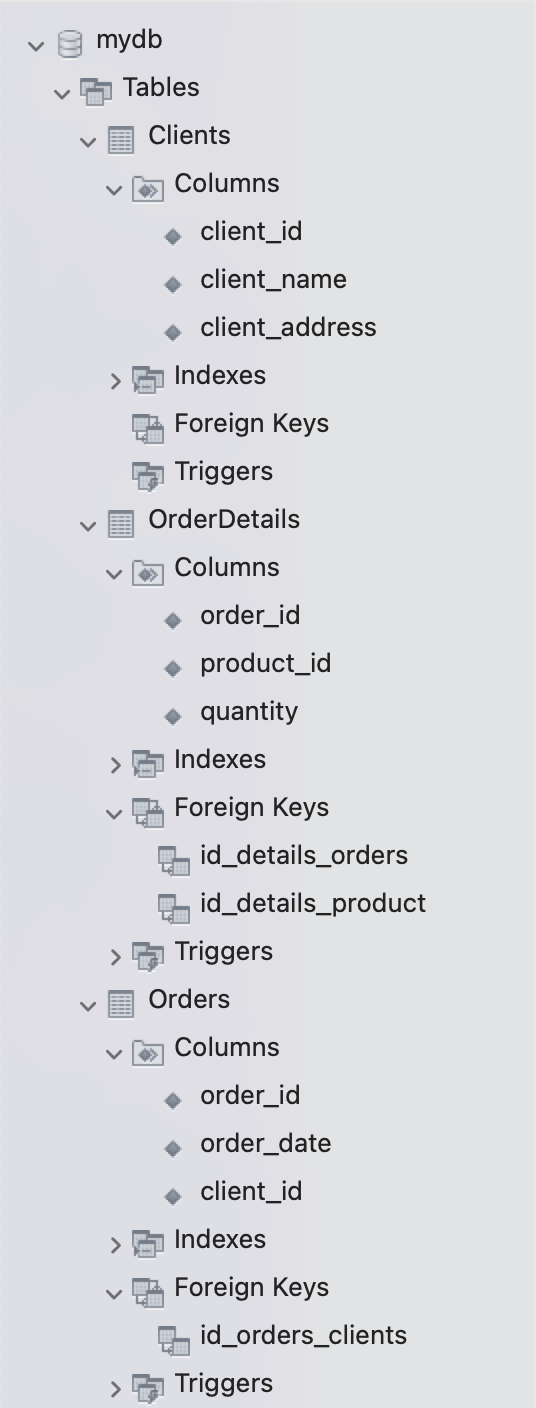 mydb
Tables
Clients
Columns
client_id
client_name
client_address
Indexes
Foreign Keys
Triggers
OrderDetails
Columns
order_id
product_id
quantity
Indexes
Foreign Keys
id_details_orders
id_details_product
Triggers
Orders
Columns
order_id
order_date
client_id
Indexes
Foreign Keys
id_orders_clients
Triggers